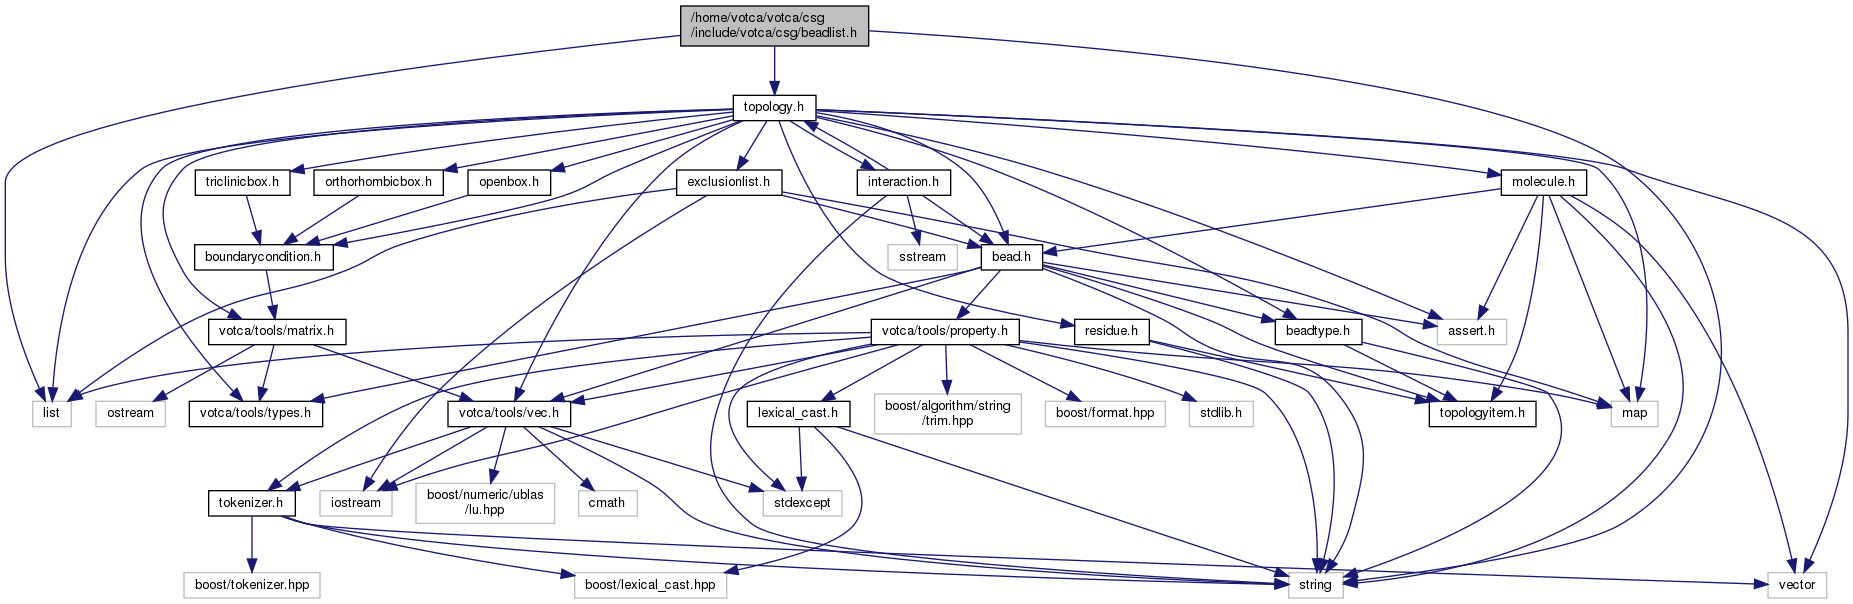 /home/votca/votca/csg
/include/votca/csg/beadlist.h
topology.h
triclinicbox.h
orthorhombicbox.h
openbox.h
exclusionlist.h
interaction.h
molecule.h
boundarycondition.h
sstream
bead.h
votca/tools/matrix.h
votca/tools/property.h
residue.h
beadtype.h
assert.h
list
ostream
votca/tools/types.h
votca/tools/vec.h
lexical_cast.h
boost/algorithm/string
/trim.hpp
boost/format.hpp
stdlib.h
topologyitem.h
map
tokenizer.h
iostream
boost/numeric/ublas
/lu.hpp
cmath
stdexcept
boost/tokenizer.hpp
boost/lexical_cast.hpp
string
vector